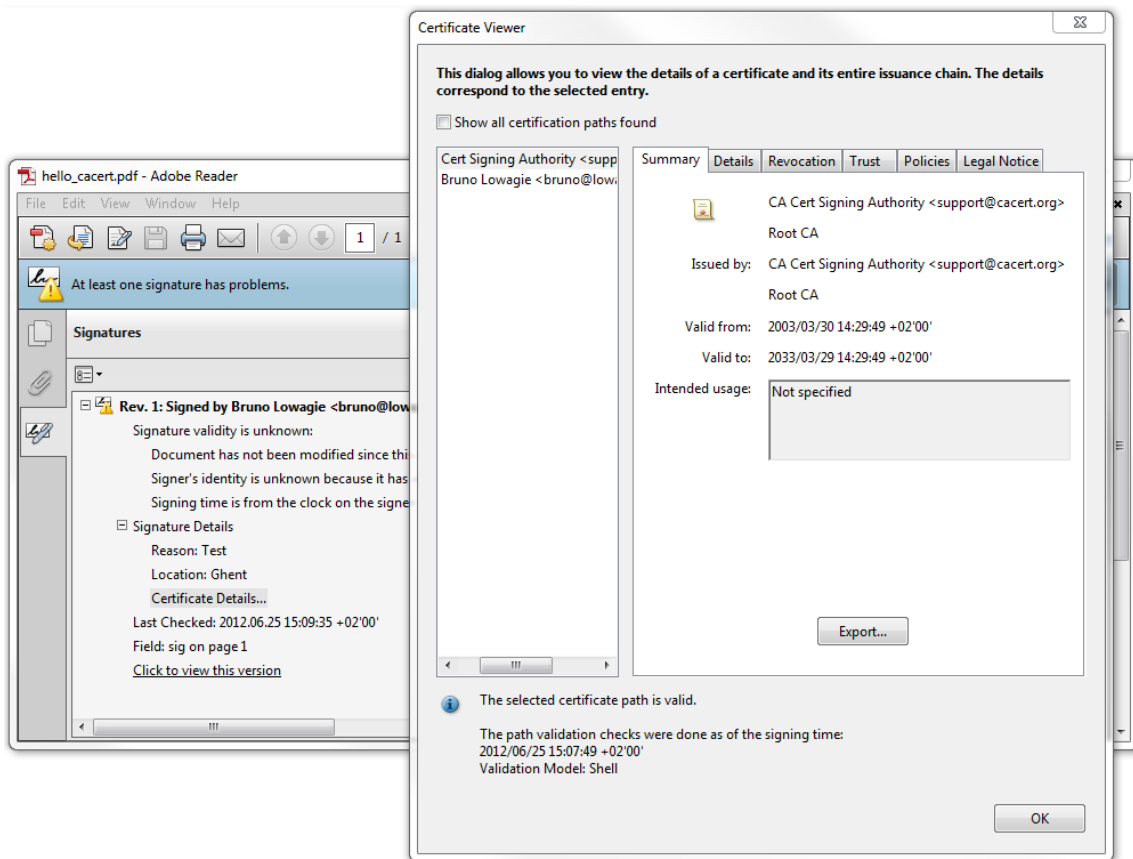 Certificate Viewer
This dialog allows you to view the details of a certificate and its entire issuance chain. The details
correspond to the selected entry.
Show all certification paths found
Cert Signing Authority <supp
Bruno Lowagie <bruno@lowa
Summary Details Revocation Trust Policies Legal Notice
CA Cert Signing Authority <support@cacert.org>
Root CA
Issued by: CA Cert Signing Authority <support@cacert.org>
Root CA
Valid from: 2003/03/30 14:29:49 +02'00'
Valid to: 2033/03/29 14:29:49 +02'00'
Intended usage: Not specified
Export...
The selected certificate path is valid.
The path validation checks were done as of the signing time:
2012/06/25 15:07:49 +02'00'
Validation Model: Shell
OK
hello_cacert.pdf - Adobe Reader
File Edit View Window Help
1 / 1
At least one signature has problems.
Signatures
Rev. 1: Signed by Bruno Lowagie <bruno@low
Signature validity is unknown:
Document has not been modified since thi
Signer's identity is unknown because it has
Signing time is from the clock on the signe
Signature Details
Reason: Test
Location: Ghent
Certificate Details...
Last Checked: 2012.06.25 15:09:35 +02'00'
Field: sig on page 1
Click to view this version